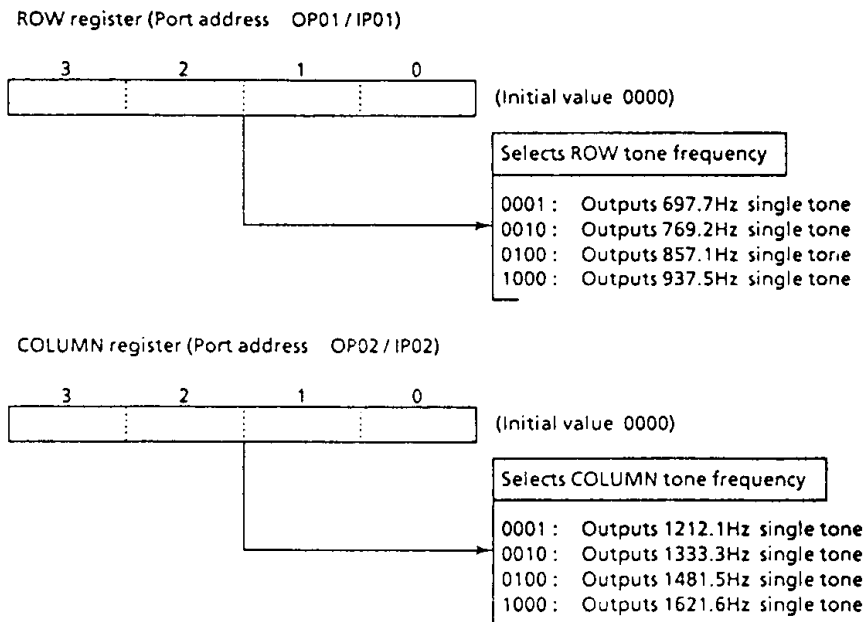 ROW register (Port address OP01 / IP01)
3 2 1 0
(Initial value 0000)
Selects ROW tone frequency
0001 : Outputs 697.7Hz single tone
0010 : Outputs 769.2Hz single tone
0100 : Outputs 857.1Hz single tone
1000 : Outputs 937.5Hz single tone
COLUMN register (Port address OP02 / IP02)
3 2 1 0
(Initial value 0000)
Selects COLUMN tone frequency
0001 : Outputs 1212.1Hz single tone
0010 : Outputs 1333.3Hz single tone
0100 : Outputs 1481.5Hz single tone
1000 : Outputs 1621.6Hz single tone